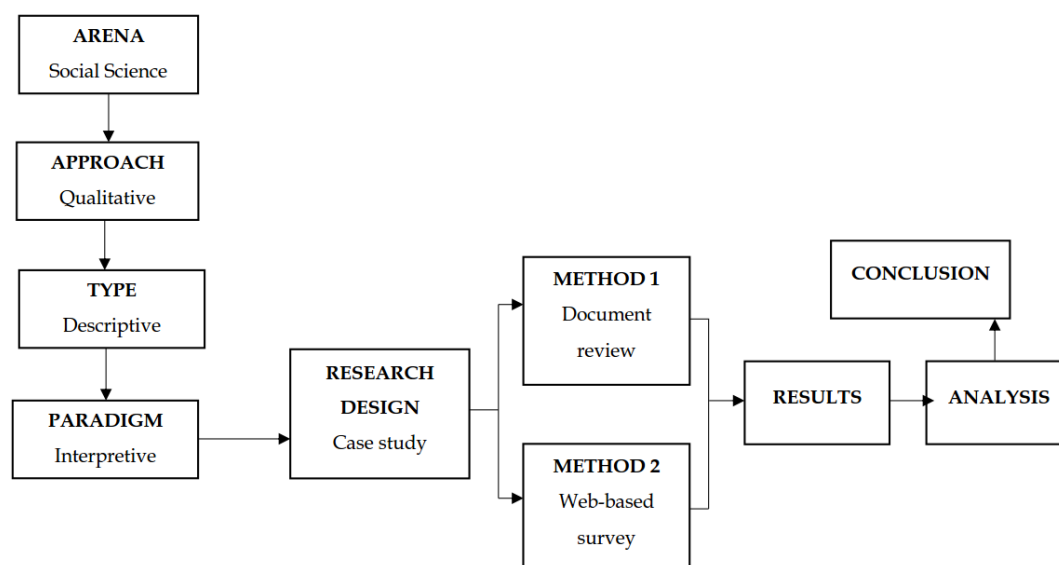 ARENA
Social Science
APPROACH
Qualitative
TYPE
Descriptive
PARADIGM
Interpretive
RESEARCH
DESIGN
Case study
METHOD 1
Document
review
METHOD 2
Web-based
survey
RESULTS
ANALYSIS
CONCLUSION